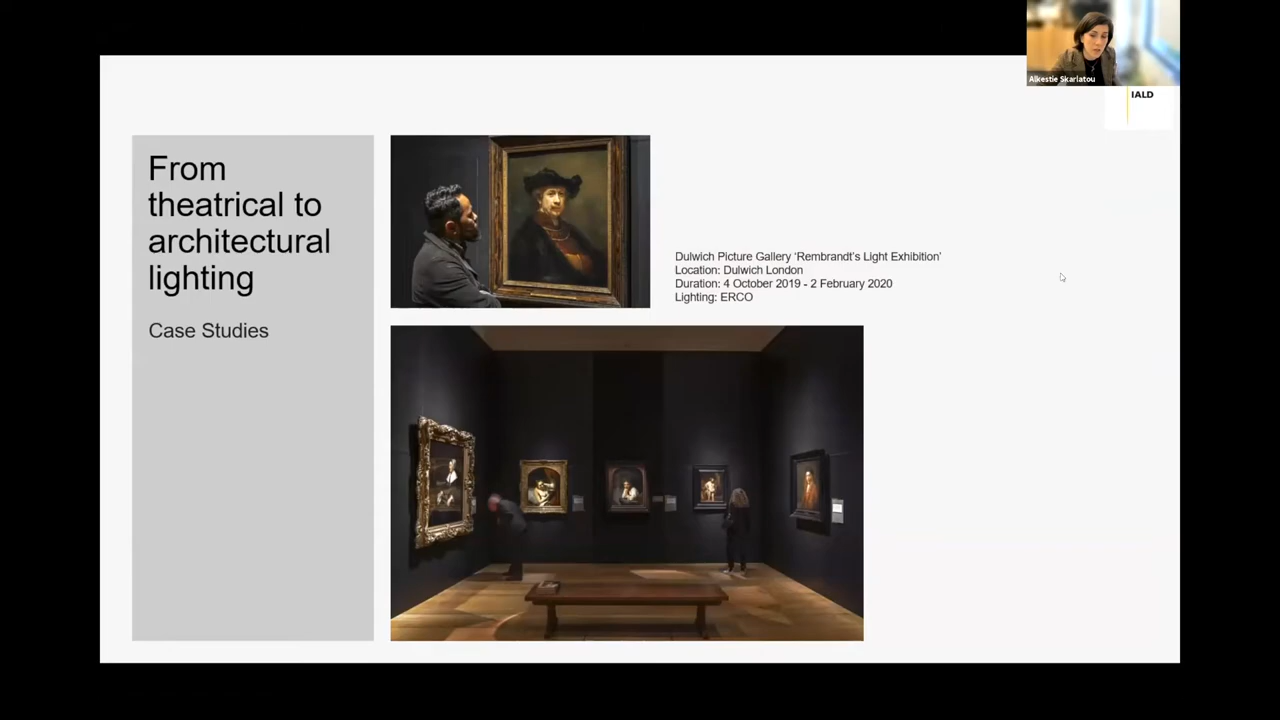 Alkestie Skarlatou
IALD
From
theatrical to
architectural
lighting
Case Studies
Dulwich Picture Gallery ‘Rembrandt’s Light Exhibition’
Location: Dulwich London
Duration: 4 October 2019 - 2 February 2020
Lighting: ERCO